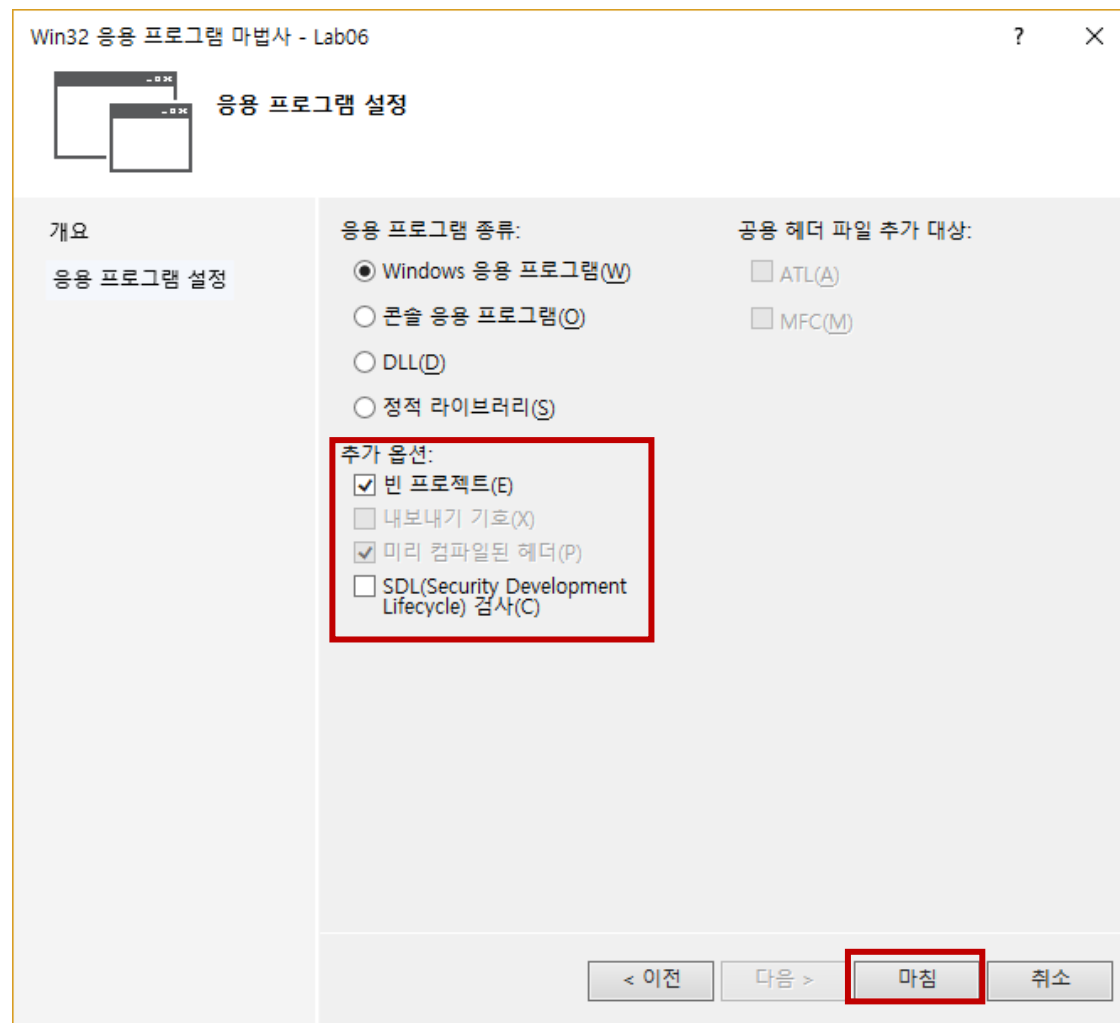 Win32 응용 프로그램 마법사 - Lab06
응용 프로그램 설정
개요
응용 프로그램 설정
응용 프로그램 종류:
Windows 응용 프로그램(W)
콘솔 응용 프로그램(O)
DLL(D)
정적 라이브러리(S)
추가 옵션:
빈 프로젝트(E)
내보내기 기호(X)
미리 컴파일된 헤더(P)
SDL(Security Development
Lifecycle) 검사(C)
공용 헤더 파일 추가 대상:
ATL(A)
MFC(M)
< 이전
다음 >
마침
취소